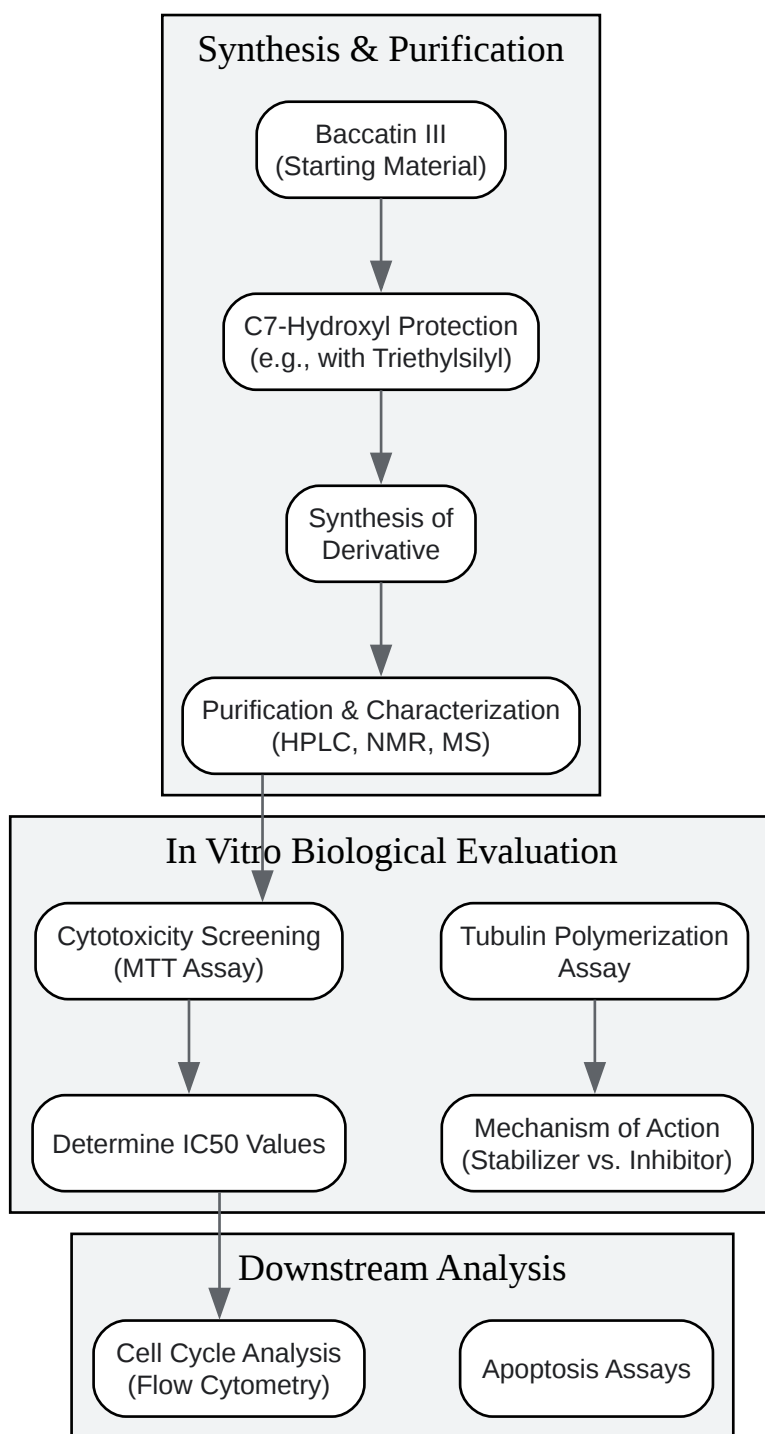 Synthesis & Purification
Baccatin III
(Starting Material)
C7-Hydroxyl Protection
(e.g., with Triethylsilyl)
Synthesis of
Derivative
Purification & Characterization
(HPLC, NMR, MS)
In Vitro Biological Evaluation
Cytotoxicity Screening
(MTT Assay)
Tubulin Polymerization
Assay
Determine IC50 Values
Mechanism of Action
(Stabilizer vs. Inhibitor)
Downstream Analysis
Cell Cycle Analysis
(Flow Cytometry)
Apoptosis Assays